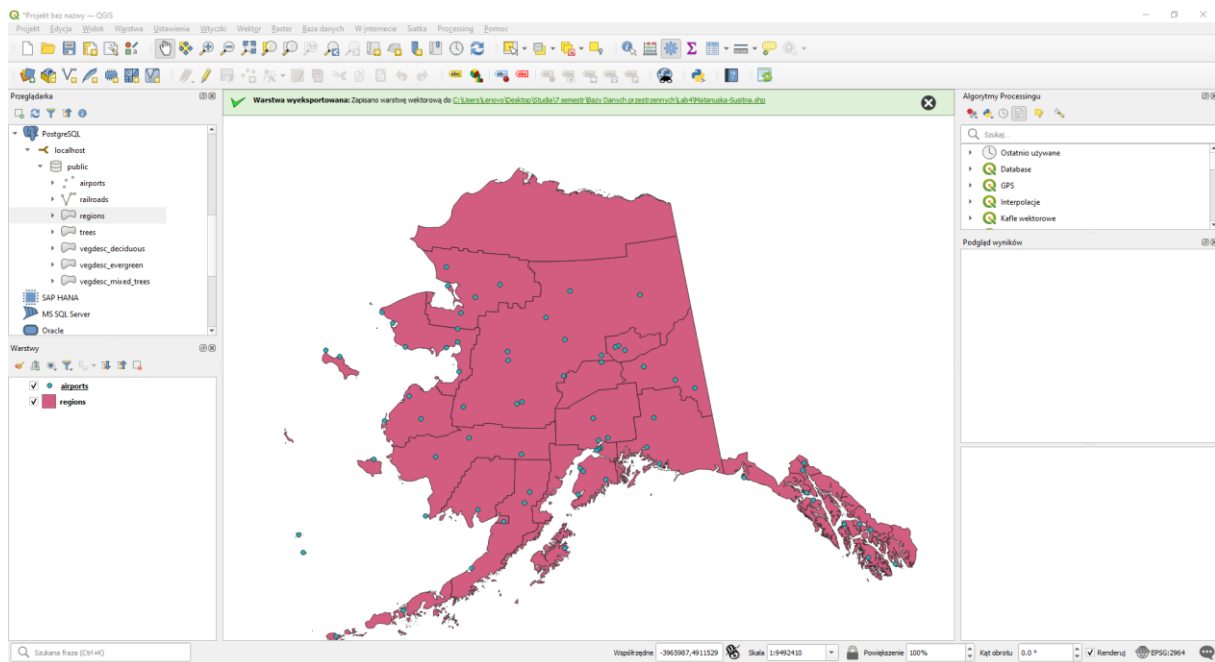 *Projekt bez nazwy — QGIS
Projekt Edycja Widok Warstwa Ustawienia Wtyczki Wektor Raster Baza danych W internecie Siatka Processing Pomoc
Przeglądarka
PostgreSQL
localhost
public
airports
railroads
regions
trees
vegdesc_deciduous
vegdesc_evergreen
vegdesc_mixed_trees
SAP HANA
MS SQL Server
Oracle
Warstwy
airports
regions
Warstwa wyeksportowana: Zapisano warstwę wektorową do C:\Users\Lenovo\Desktop\Studia\7 semestr\Bazy Danych przestrzennych\Lab4\Matanuska-Susitna.shp
Algorytmy Processingu
Szukaj...
Ostatnio używane
Database
GPS
Interpolacje
Kafle wektorowe
Podgląd wyników
Szukana fraza (Ctrl+K)
Współrzędne -3965987,4911529 Skala 1:9492410 Powiększenie 100% Kąt obrotu 0.0 ° Renderuj EPSG:2964